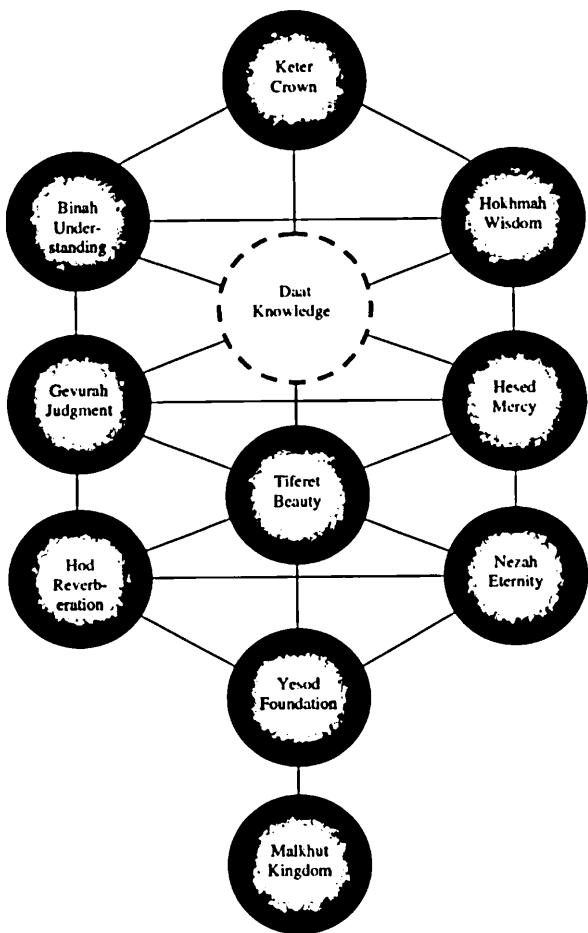 Keter
Crown
Binah
Under-
standing
Hokhmah
Wisdom
Daat
Knowledge
Gevurah
Judgment
Hesed
Mercy
Tiferet
Beauty
Hod
Reverb-
eration
Nezah
Eternity
Yesod
Foundation
Malkhut
Kingdom